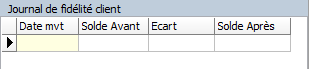 Journal de fidélité client
Date mvt Solde Avant Ecart Solde Après